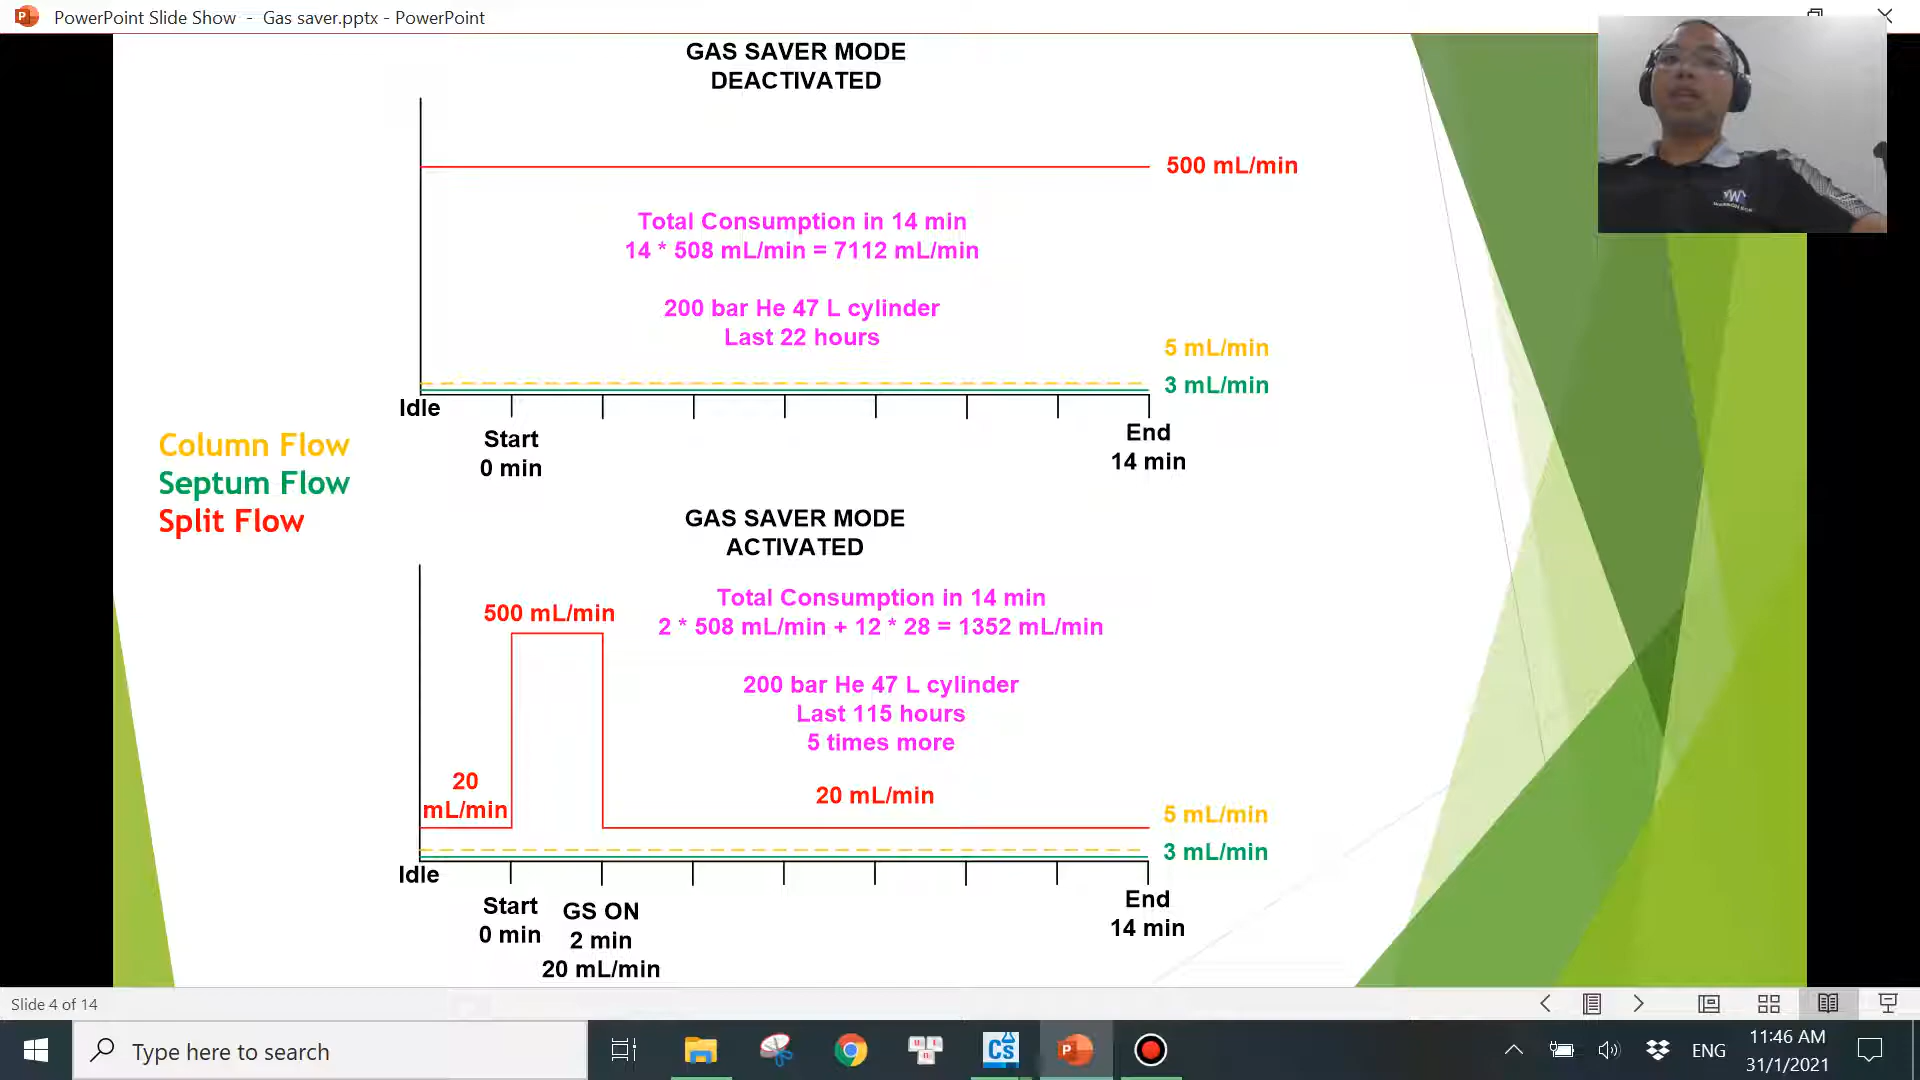 PowerPoint Slide Show - Gas saver.pptx - PowerPoint
GAS SAVER MODE
DEACTIVATED
500 mL/min
Total Consumption in 14 min
14 * 508 mL/min = 7112 mL/min
200 bar He 47 L cylinder
Last 22 hours
5 mL/min
3 mL/min
Idle
Start
0 min
End
14 min
Column Flow
Septum Flow
Split Flow
GAS SAVER MODE
ACTIVATED
500 mL/min
Total Consumption in 14 min
2 * 508 mL/min + 12 * 28 = 1352 mL/min
200 bar He 47 L cylinder
Last 115 hours
5 times more
20
mL/min
20 mL/min
5 mL/min
3 mL/min
Idle
Start
0 min
GS ON
2 min
20 mL/min
End
14 min
Slide 4 of 14
Type here to search
CS
ENG
11:46 AM
31/1/2021